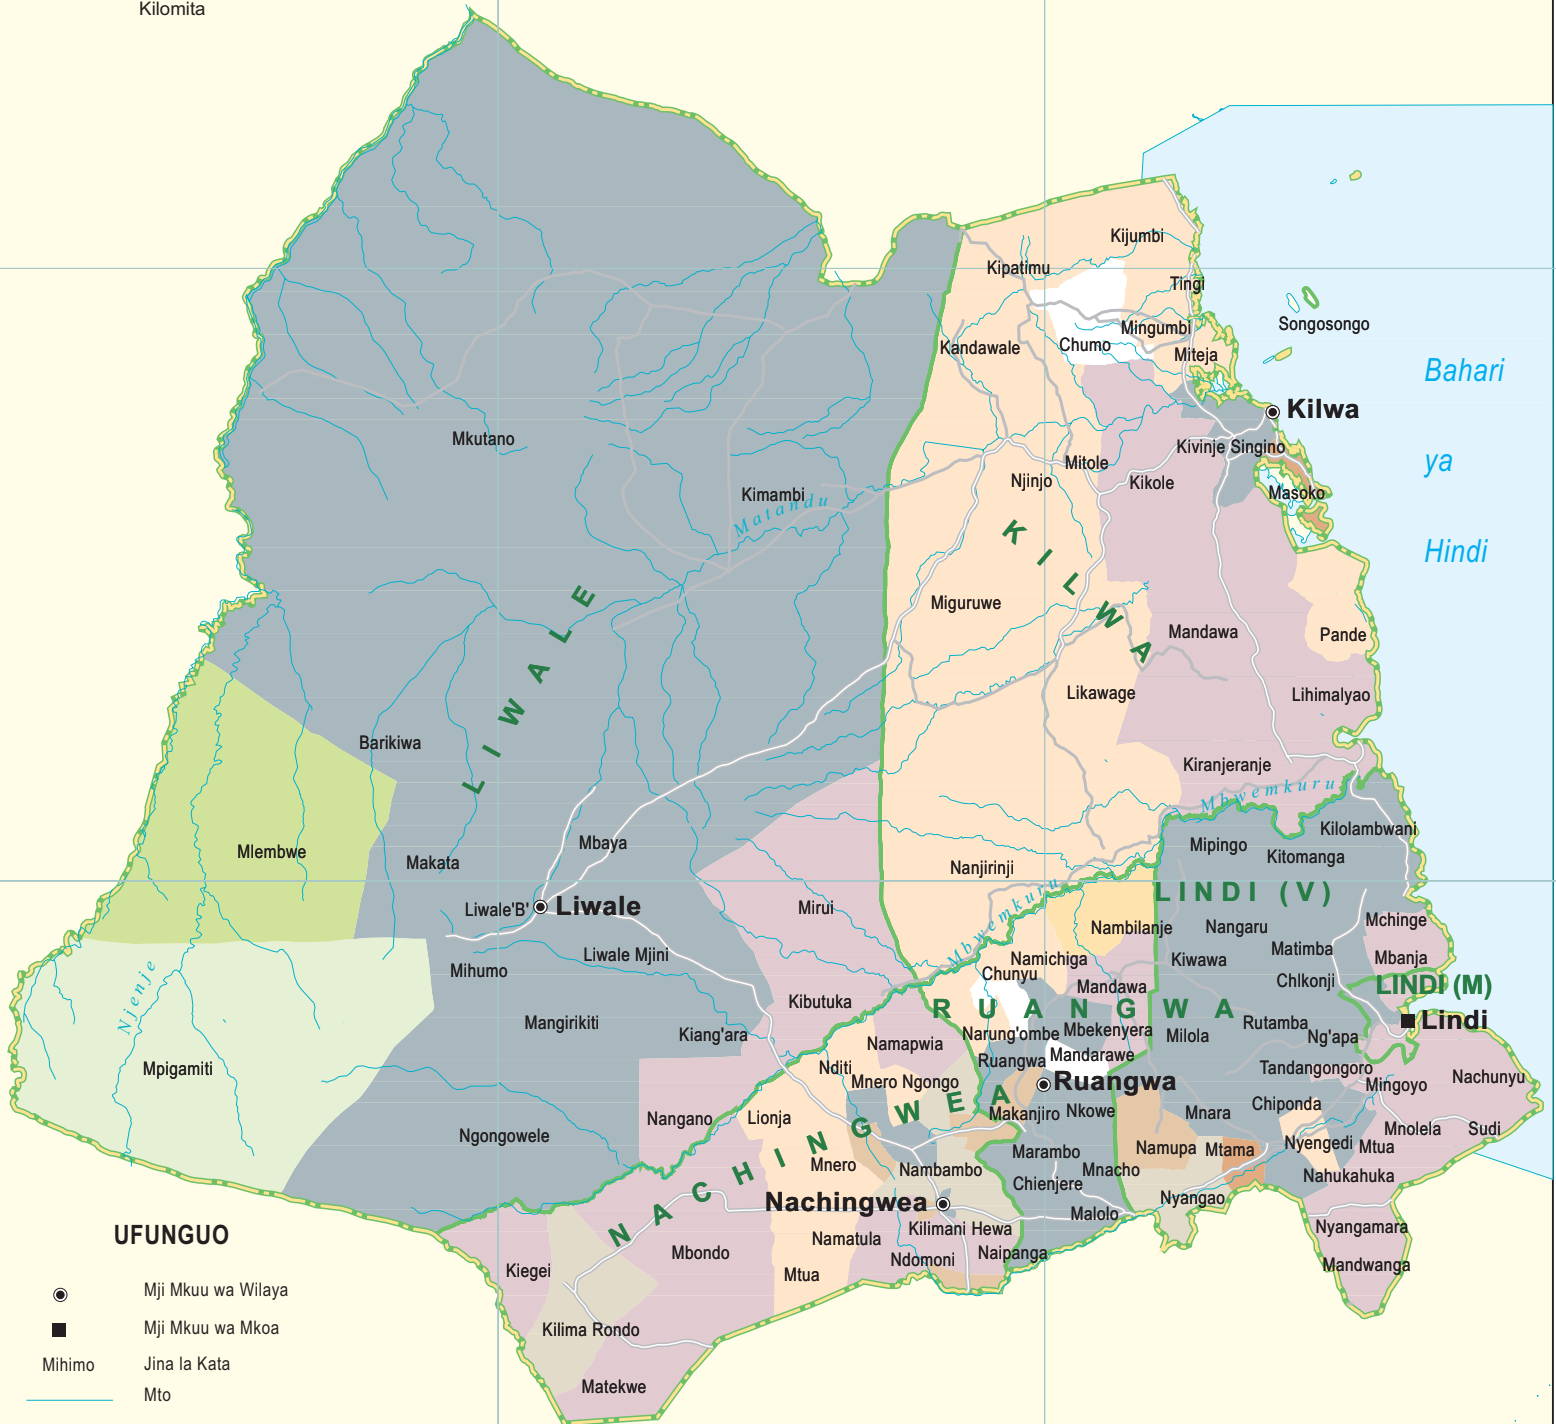 Kilomita
Kijumbi
Kipatimu
Tingi
Songosongo
Mingumbi
Chumo
Kandawale
Miteja
Bahari
ya
Hindi
Kilwa
Mkutano
Kivinje Singino
Mitole
Njinjo
Kikole
Masoko
Kimambi
Matandu
KILWA
LIWALE
Miguruwe
Mandawa
Pande
Likawage
Lihimalyao
Barikiwa
Kiranjeranje
Mbwemkuru
Kilolambwani
Mbaya
Mipingo
Kitomanga
Mlembwe
Makata
Nanjirinji
Mbwemkuru
LINDI (V)
Liwale'B'
Liwale
Mirui
Mchinge
Nambilanje
Nangaru
Matimba
Liwale Mjini
Namichiga
Kiwawa
Mbanja
Mihumo
Chunyu
Chlkonji
Mandawa
LINDI (M)
Njenje
Kibutuka
RUANGWA
Lindi
Mangirikiti
Kiang'ara
Narung'ombe
Mbekenyera
Milola
Rutamba
Ng'apa
Namapwia
Ruangwa
Mandarawe
Mpigamiti
Nditi
Mnero Ngongo
Ruangwa
Tandangongoro
Mingoyo
Nachunyu
NACHINGWEA
Nangano
Lionja
Makanjiro
Nkowe
Mnara
Chiponda
Mnolela
Sudi
Ngongowele
Marambo
Namupa
Mtama
Nyengedi
Mtua
Mnero
Nambambo
Chienjere
Mnacho
Nahukahuka
Nachingwea
Nyangao
Malolo
UFUNGUO
Kilimani Hewa
Nyangamara
Namatula
Mbondo
Ndomoni
Naipanga
Kiegei
Mtua
Mandwanga
Mji Mkuu wa Wilaya
Mji Mkuu wa Mkoa
Kilima Rondo
Mihimo Jina la Kata
Matekwe
Mto